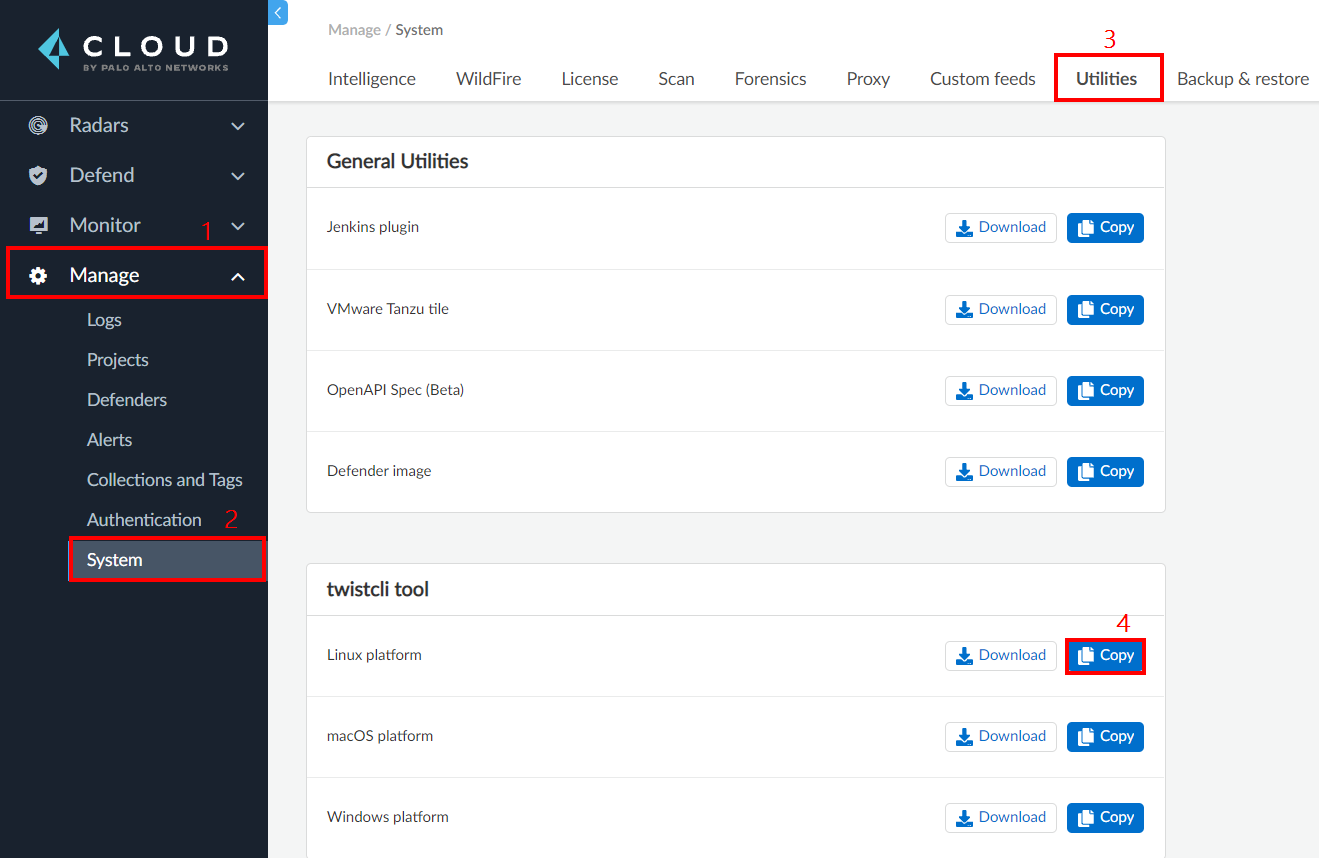 CLOUD
BY PALO ALTO NETWORKS
Radars
Defend
Monitor
1
Manage
Logs
Projects
Defenders
Alerts
Collections and Tags
Authentication
2
System
Manage / System
3
Intelligence WildFire License Scan Forensics Proxy Custom feeds Utilities Backup & restore
General Utilities
Jenkins plugin Download Copy
VMware Tanzu tile Download Copy
OpenAPI Spec (Beta) Download Copy
Defender image Download Copy
twistcli tool
4
Linux platform Download Copy
macOS platform Download Copy
Windows platform Download Copy